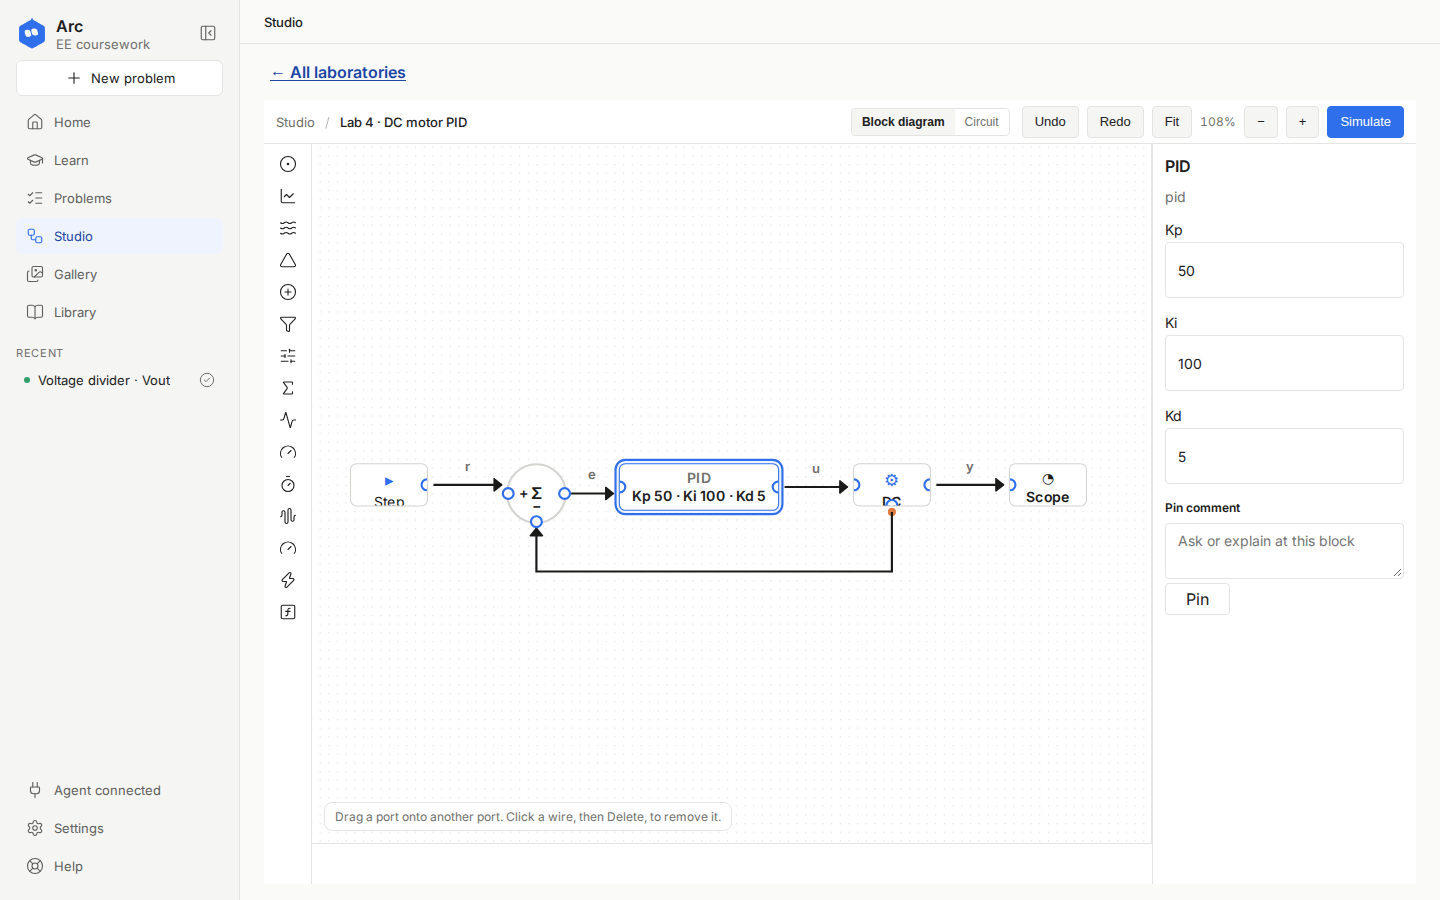 Arc
EE coursework
New problem
Home
Learn
Problems
Studio
Gallery
Library
RECENT
Voltage divider · Vout
Agent connected
Settings
Help
Studio
← All laboratories
Studio / Lab 4 · DC motor PID
Block diagram
Circuit
Undo
Redo
Fit
108%
−
+
Simulate
r
Step
+ Σ
−
e
PID
Kp 50 · Ki 100 · Kd 5
u
DC
y
Scope
Drag a port onto another port. Click a wire, then Delete, to remove it.
PID
pid
Kp
50
Ki
100
Kd
5
Pin comment
Ask or explain at this block
Pin